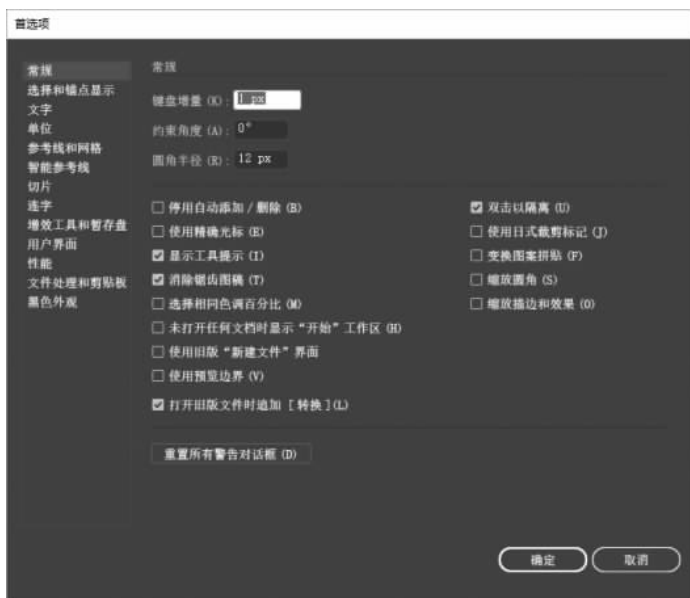 首选项
常规
选择和锚点显示
文字
单位
参考线和网格
智能参考线
切片
连字
增效工具和暂存盘
用户界面
性能
文件处理和剪贴板
黑色外观
常规
键盘增量 (K): 1 px
约束角度 (A): 0°
圆角半径 (R): 12 px
停用自动添加 / 删除 (B)
使用精确光标 (E)
显示工具提示 (I)
消除锯齿图稿 (T)
选择相同色调百分比 (M)
未打开任何文档时显示“开始”工作区 (H)
使用旧版“新建文件”界面
使用预览边界 (V)
打开旧版文件时追加 [ 转换 ](L)
双击以隔离 (U)
使用日式裁剪标记 (J)
变换图案拼贴 (F)
缩放圆角 (S)
缩放描边和效果 (O)
重置所有警告对话框 (D)
确定
取消